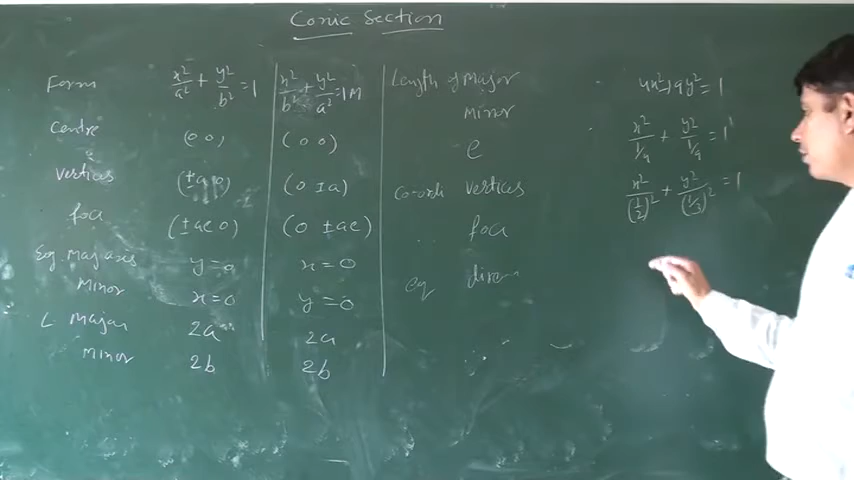 Conic Section
Form x²/a² + y²/b² = 1 x²/b² + y²/a² = 1
Centre (0 0) (0 0)
Vertices (±a 0) (0 ±a)
foci (±ae 0) (0 ±ae)
Eq. Maj axis y=0 x=0
Minor x=0 y=0
L Major 2a 2a
Minor 2b 2b
Length of Major
Minor
e
Co-ordi vertices
foci
eq direc
4x²+9y²=1
x²/1/4 + y²/1/9 = 1
x²/(1/2)² + y²/(1/3)² = 1